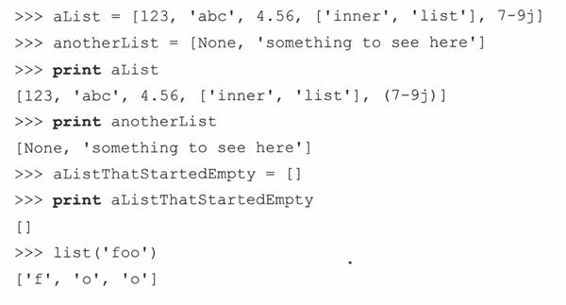 >>> aList = [123, 'abc', 4.56, ['inner', 'list'], 7-9j]
>>> anotherList = [None, 'something to see here']
>>> print aList
[123, 'abc', 4.56, ['inner', 'list'], (7-9j)]
>>> print anotherList
[None, 'something to see here']
>>> aListThatStartedEmpty = []
>>> print aListThatStartedEmpty
[]
>>> list('foo')
['f', 'o', 'o']